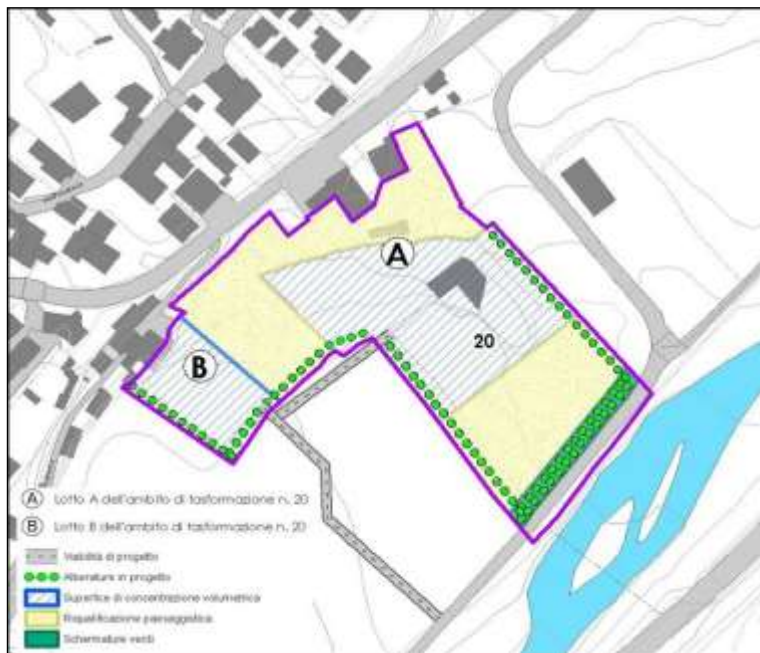 A
20
B
A Lotto A dell'ambito di tasformazione n. 20
B Lotto B dell'ambito di tasformazione n. 20
Viabilità di progetto
Alberature in progetto
Superfice di concentrazione volumetrica
Riqualificazione paesaggistica
Schermature verdi